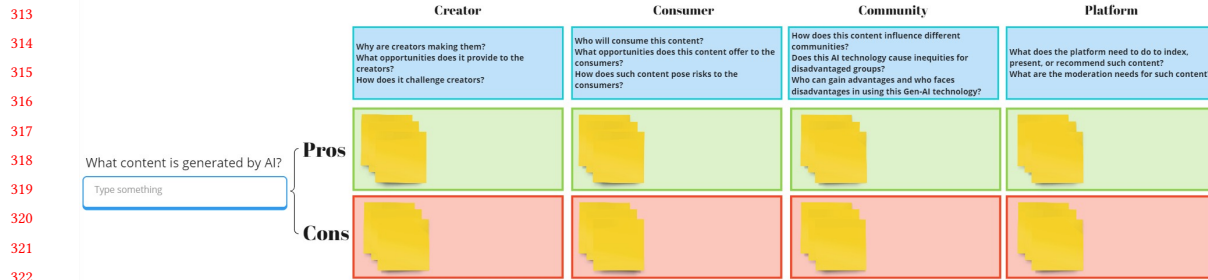 313
314
315
316
317
318
319
320
321
322
Creator
Consumer
Community
Platform
Why are creators making them?
What opportunities does it provide to the
creators?
How does it challenge creators?
Who will consume this content?
What opportunities does this content offer to the
consumers?
How does such content pose risks to the
consumers?
How does this content influence different
communities?
Does this AI technology cause inequities for
disadvantaged groups?
Who can gain advantages and who faces
disadvantages in using this Gen-AI technology?
What does the platform need to do to index,
present, or recommend such content?
What are the moderation needs for such content?
What content is generated by AI?
Type something
Pros
Cons